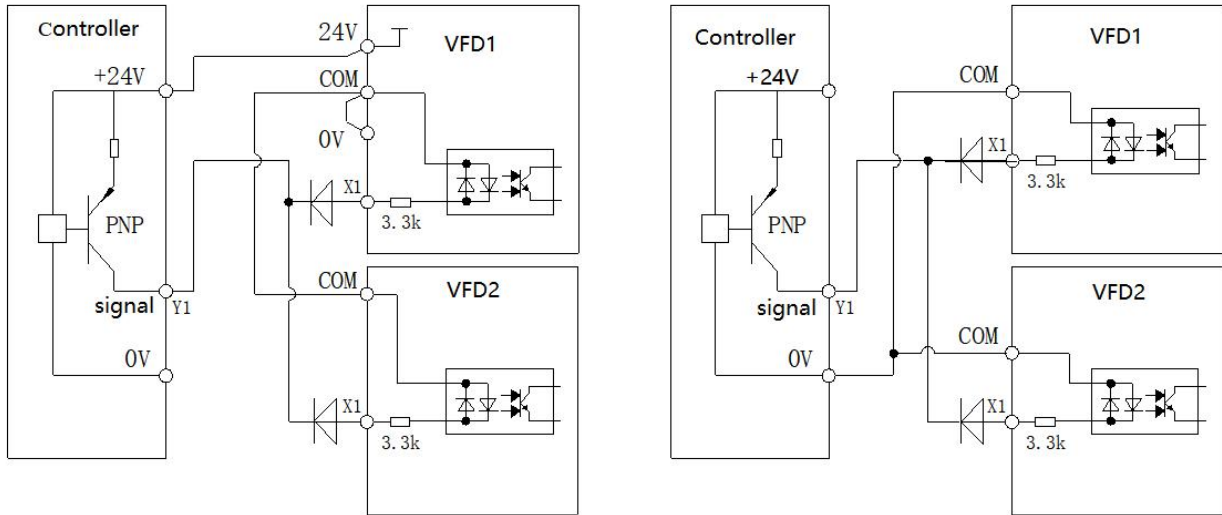 Controller
24V
VFD1
+24V
COM
0V
X1
PNP
3.3k
COM
VFD2
signal
Y1
0V
X1
3.3k
Controller
VFD1
+24V
COM
X1
3.3k
PNP
VFD2
signal
Y1
COM
0V
X1
3.3k